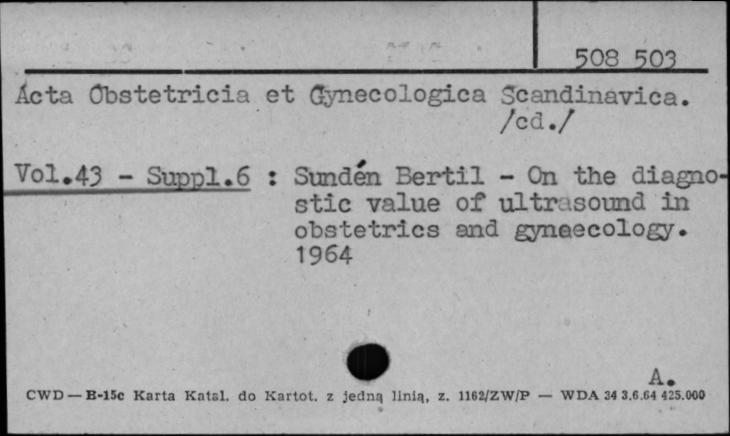 508 503
Acta Obstetricia et Gynecologica Scandinavica.
/cd./
Vol.43 - Suppl.6 : Sundén Bertil - On the diagno-
stic value of ultrasound in
obstetrics and gynaecology.
1964
A.
CWD — B-15c Karta Katal. do Kartot. z jedną linią, z. 1162/ZW/P — WDA 34 3.6.64 425.000